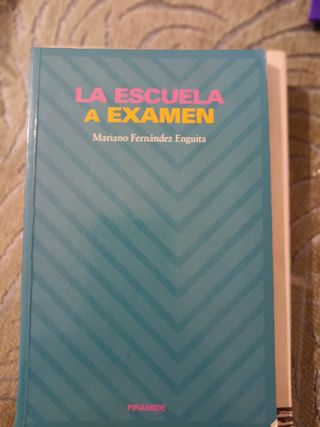 LA ESCUELA
A EXAMEN
Mariano Fernández Enguita
PIRÁMIDE